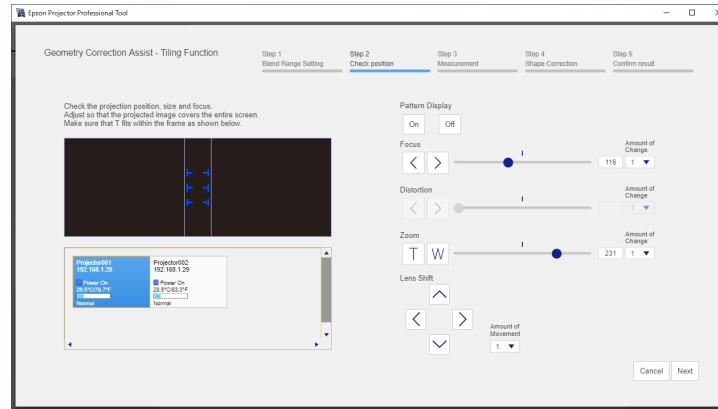 Epson Projector Professional Tool
Geometry Correction Assist - Tiling Function
Step 1
Blend Range Setting
Step 2
Check position
Step 3
Measurement
Step 4
Shape Correction
Step 5
Confirm result
Check the projection position, size and focus.
Adjust so that the projected image covers the entire screen.
Make sure that T fits within the frame as shown below.
Projector001
192.168.1.28
Power On
26.5°C/79.7°F
Normal
Projector002
192.168.1.29
Power On
28.5°C/83.3°F
Normal
Pattern Display
On
Off
Focus
Amount of
Change
116
1
Distortion
Amount of
Change
1
Zoom
Amount of
Change
T
W
231
1
Lens Shift
Amount of
Movement
1
Cancel
Next